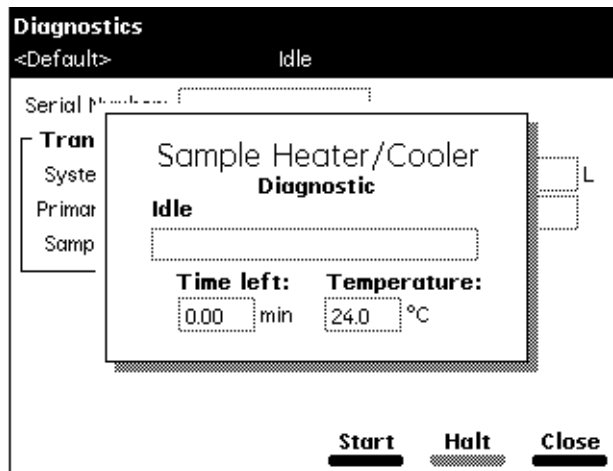 Diagnostics
<Default> Idle
Serial
Tran
Syste L
Primar
Samp
Sample Heater/Cooler
Diagnostic
Idle
Time left: Temperature:
0.00 min 24.0 °C
Start Halt Close